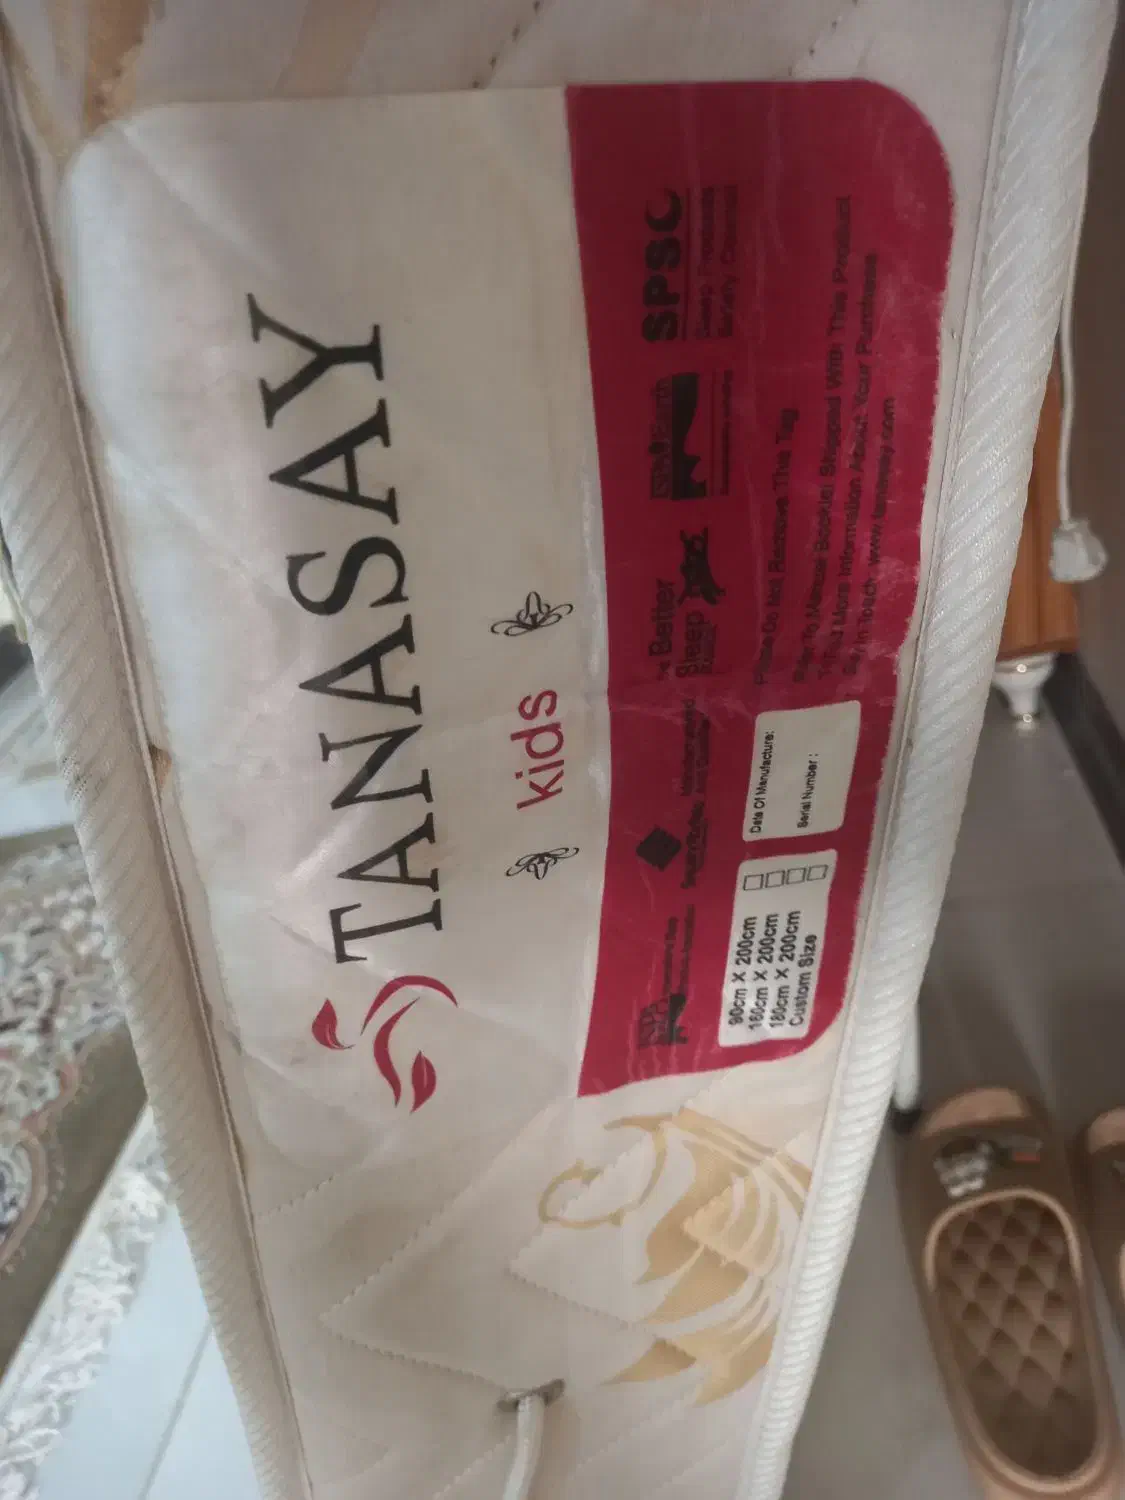 TANASAY
kids
SPSC
Sleep Products
Safety Council
The Better
Sleep
Please Do Not Remove The Tag
Refer To Manual Booklet Shipped With This Product
To Find More Information About Your Purchase
Stay In Touch: www.tanasay.com
Date Of Manufacture:
Serial Number :
90cm X 200cm
160cm X 200cm
180cm X 200cm
Custom Size